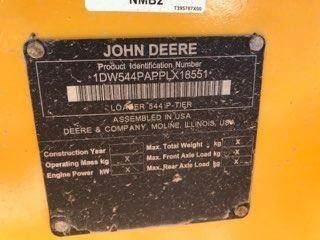 NMB2
T395787X60
JOHN DEERE
Product Identification Number
*1DW544PAPPLX18551*
LOADER 544 P-TIER
ASSEMBLED IN USA
DEERE & COMPANY, MOLINE, ILLINOIS, USA
Construction Year X Max. Total Weight kg X
Operating Mass kg X Max. Front Axle Load kg X
Engine Power kW X Max. Rear Axle Load kg X